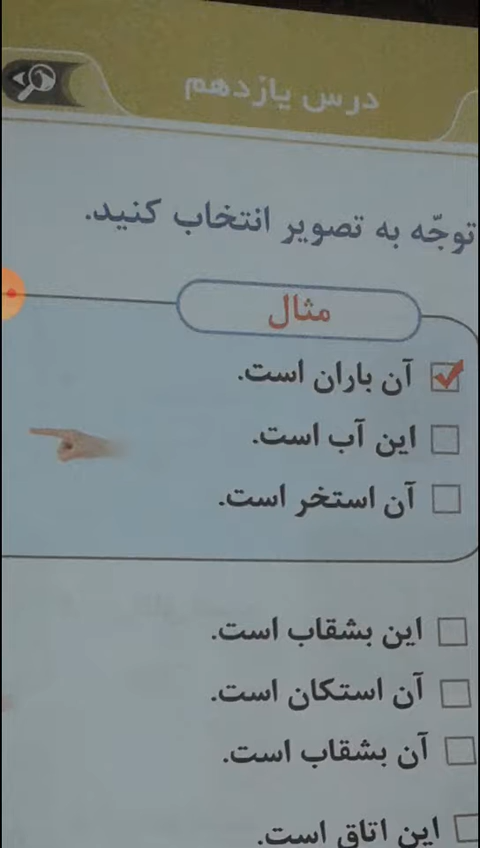 درس یازدهم
توجّه به تصویر انتخاب کنید.
مثال
آن باران است.
این آب است.
آن استخر است.
این بشقاب است.
آن استکان است.
آن بشقاب است.
این اتاق است.